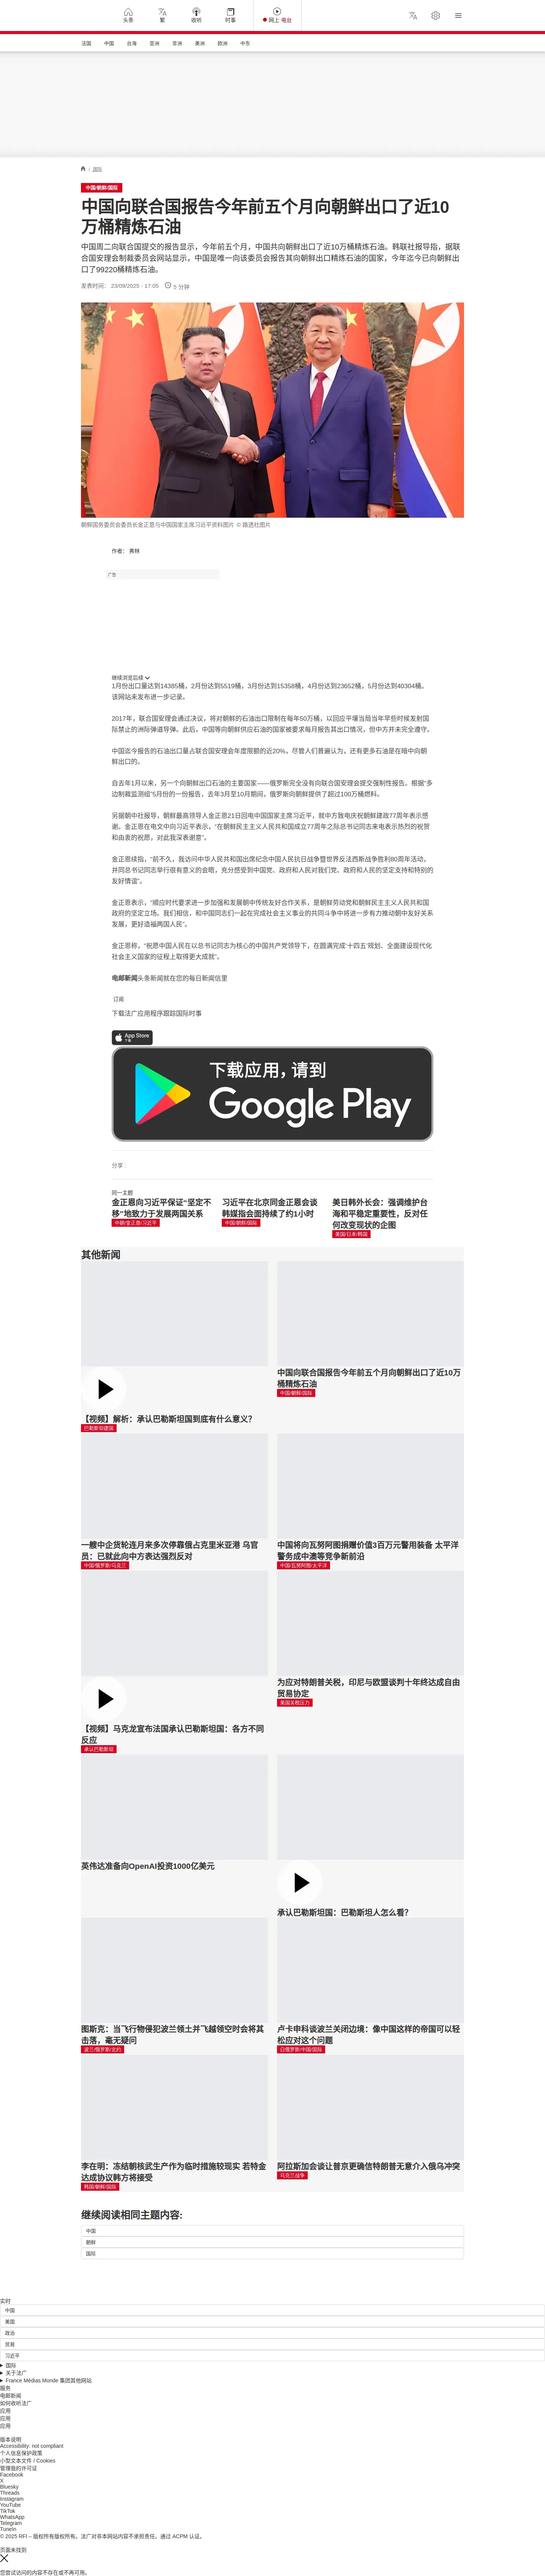 头条
繁
收听
时事
网上 电台
法国
中国
台海
亚洲
非洲
美洲
欧洲
中东
/ 国际
中国/朝鲜/国际
中国向联合国报告今年前五个月向朝鲜出口了近10
万桶精炼石油
中国周二向联合国提交的报告显示，今年前五个月，中国共向朝鲜出口了近10万桶精炼石油。韩联社报导指，据联
合国安理会制裁委员会网站显示，中国是唯一向该委员会报告其向朝鲜出口精炼石油的国家，今年迄今已向朝鲜出
口了99220桶精炼石油。
发表时间： 23/09/2025 - 17:05
5 分钟
朝鲜国务委员会委员长金正恩与中国国家主席习近平资料图片 © 路透社图片
作者： 弗林
广告
继续浏览后续
1月份出口量达到14385桶，2月份达到5519桶，3月份达到15358桶，4月份达到23652桶，5月份达到40304桶。
该网站未发布进一步记录。
2017年，联合国安理会通过决议，将对朝鲜的石油出口限制在每年50万桶，以回应平壤当局当年早些时候发射国
际禁止的洲际弹道导弹。此后，中国等向朝鲜供应石油的国家被要求每月报告其出口情况，但中方并未完全遵守。
中国迄今报告的石油出口量占联合国安理会年度限额的近20%，尽管人们普遍认为，还有更多石油是在暗中向朝
鲜出口的。
自去年1月以来，另一个向朝鲜出口石油的主要国家——俄罗斯完全没有向联合国安理会提交强制性报告。根据“多
边制裁监测组”5月份的一份报告，去年3月至10月期间，俄罗斯向朝鲜提供了超过100万桶燃料。
另据朝中社报导，朝鲜最高领导人金正恩21日回电中国国家主席习近平，就中方致电庆祝朝鲜建政77周年表示感
谢。金正恩在电文中向习近平表示，“在朝鲜民主主义人民共和国成立77周年之际总书记同志来电表示热烈的祝贺
和由衷的祝愿，对此我深表谢意”。
金正恩续指，“前不久，我访问中华人民共和国出席纪念中国人民抗日战争暨世界反法西斯战争胜利80周年活动，
并同总书记同志举行很有意义的会晤，充分感受到中国党、政府和人民对我们党、政府和人民的坚定支持和特别的
友好情谊”。
金正恩表示，“顺应时代要求进一步加强和发展朝中传统友好合作关系，是朝鲜劳动党和朝鲜民主主义人民共和国
政府的坚定立场。我们相信，和中国同志们一起在完成社会主义事业的共同斗争中将进一步有力推动朝中友好关系
发展，更好造福两国人民”。
金正恩称，“祝愿中国人民在以总书记同志为核心的中国共产党领导下，在圆满完成‘十四五’规划、全面建设现代化
社会主义国家的征程上取得更大成就”。
电邮新闻头条新闻就在您的每日新闻信里
订阅
下载法广应用程序跟踪国际时事
App Store
下载
下载应用，请到
Google Play
分享 :
同一主题
金正恩向习近平保证“坚定不
移”地致力于发展两国关系
中朝/金正恩/习近平
习近平在北京同金正恩会谈
韩媒指会面持续了约1小时
中国/朝鲜/国际
美日韩外长会：强调维护台
海和平稳定重要性，反对任
何改变现状的企图
美国/日本/韩国
其他新闻
【视频】解析：承认巴勒斯坦国到底有什么意义？
巴勒斯坦建国
中国向联合国报告今年前五个月向朝鲜出口了近10万
桶精炼石油
中国/朝鲜/国际
一艘中企货轮连月来多次停靠俄占克里米亚港 乌官
员：已就此向中方表达强烈反对
中国/俄罗斯/乌克兰
中国将向瓦努阿图捐赠价值3百万元警用装备 太平洋
警务成中澳等竞争新前沿
中国/瓦努阿图/太平洋
【视频】马克龙宣布法国承认巴勒斯坦国：各方不同
反应
承认巴勒斯坦
为应对特朗普关税，印尼与欧盟谈判十年终达成自由
贸易协定
美国关税压力
英伟达准备向OpenAI投资1000亿美元
承认巴勒斯坦国：巴勒斯坦人怎么看？
图斯克：当飞行物侵犯波兰领土并飞越领空时会将其
击落，毫无疑问
波兰/俄罗斯/北约
卢卡申科谈波兰关闭边境：像中国这样的帝国可以轻
松应对这个问题
白俄罗斯/中国/国际
李在明：冻结朝核武生产作为临时措施较现实 若特金
达成协议韩方将接受
韩国/朝鲜/国际
阿拉斯加会谈让普京更确信特朗普无意介入俄乌冲突
乌克兰战争
继续阅读相同主题内容:
中国
朝鲜
国际
实时
中国
美国
政治
贸易
习近平
国际
关于法广
France Médias Monde 集团其他网站
服务
电邮新闻
如何收听法广
应用
应用
应用
版本说明
Accessibility: not compliant
个人信息保护政策
小型文本文件 / Cookies
管理我的许可证
Facebook
X
Bluesky
Threads
Instagram
YouTube
TikTok
WhatsApp
Telegram
TuneIn
© 2025 RFI – 版权所有版权所有。法广对非本网站内容不承担责任。通过 ACPM 认证。
页面未找到
您尝试访问的内容不存在或不再可用。